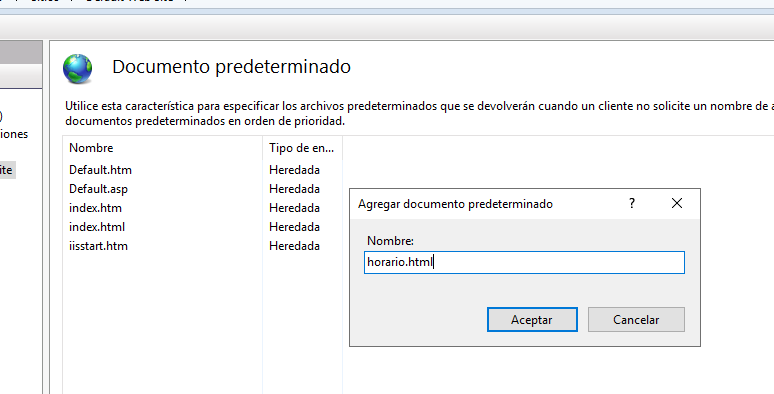 Documento predeterminado
Utilice esta característica para especificar los archivos predeterminados que se devolverán cuando un cliente no solicite un nombre de a
documentos predeterminados en orden de prioridad.
iones
ite
Nombre
Tipo de en...
Default.htm
Heredada
Default.asp
Heredada
index.htm
Heredada
index.html
Heredada
iisstart.htm
Heredada
Agregar documento predeterminado
?
Nombre:
horario.html
Aceptar
Cancelar